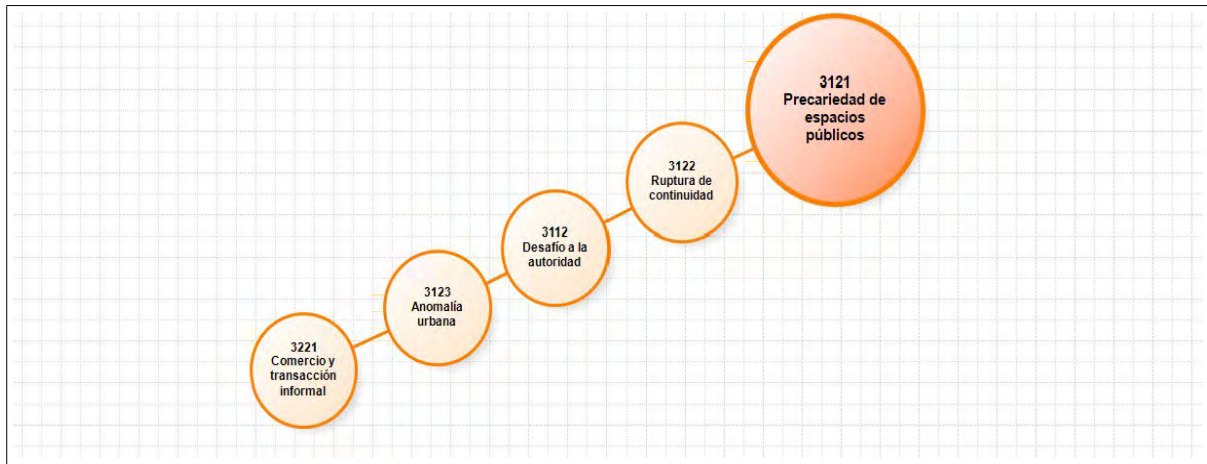 3121
Precariedad de
espacios
públicos
3122
Ruptura de
continuidad
3112
Desafío a la
autoridad
3123
Anomalía
urbana
3221
Comercio y
transacción
informal